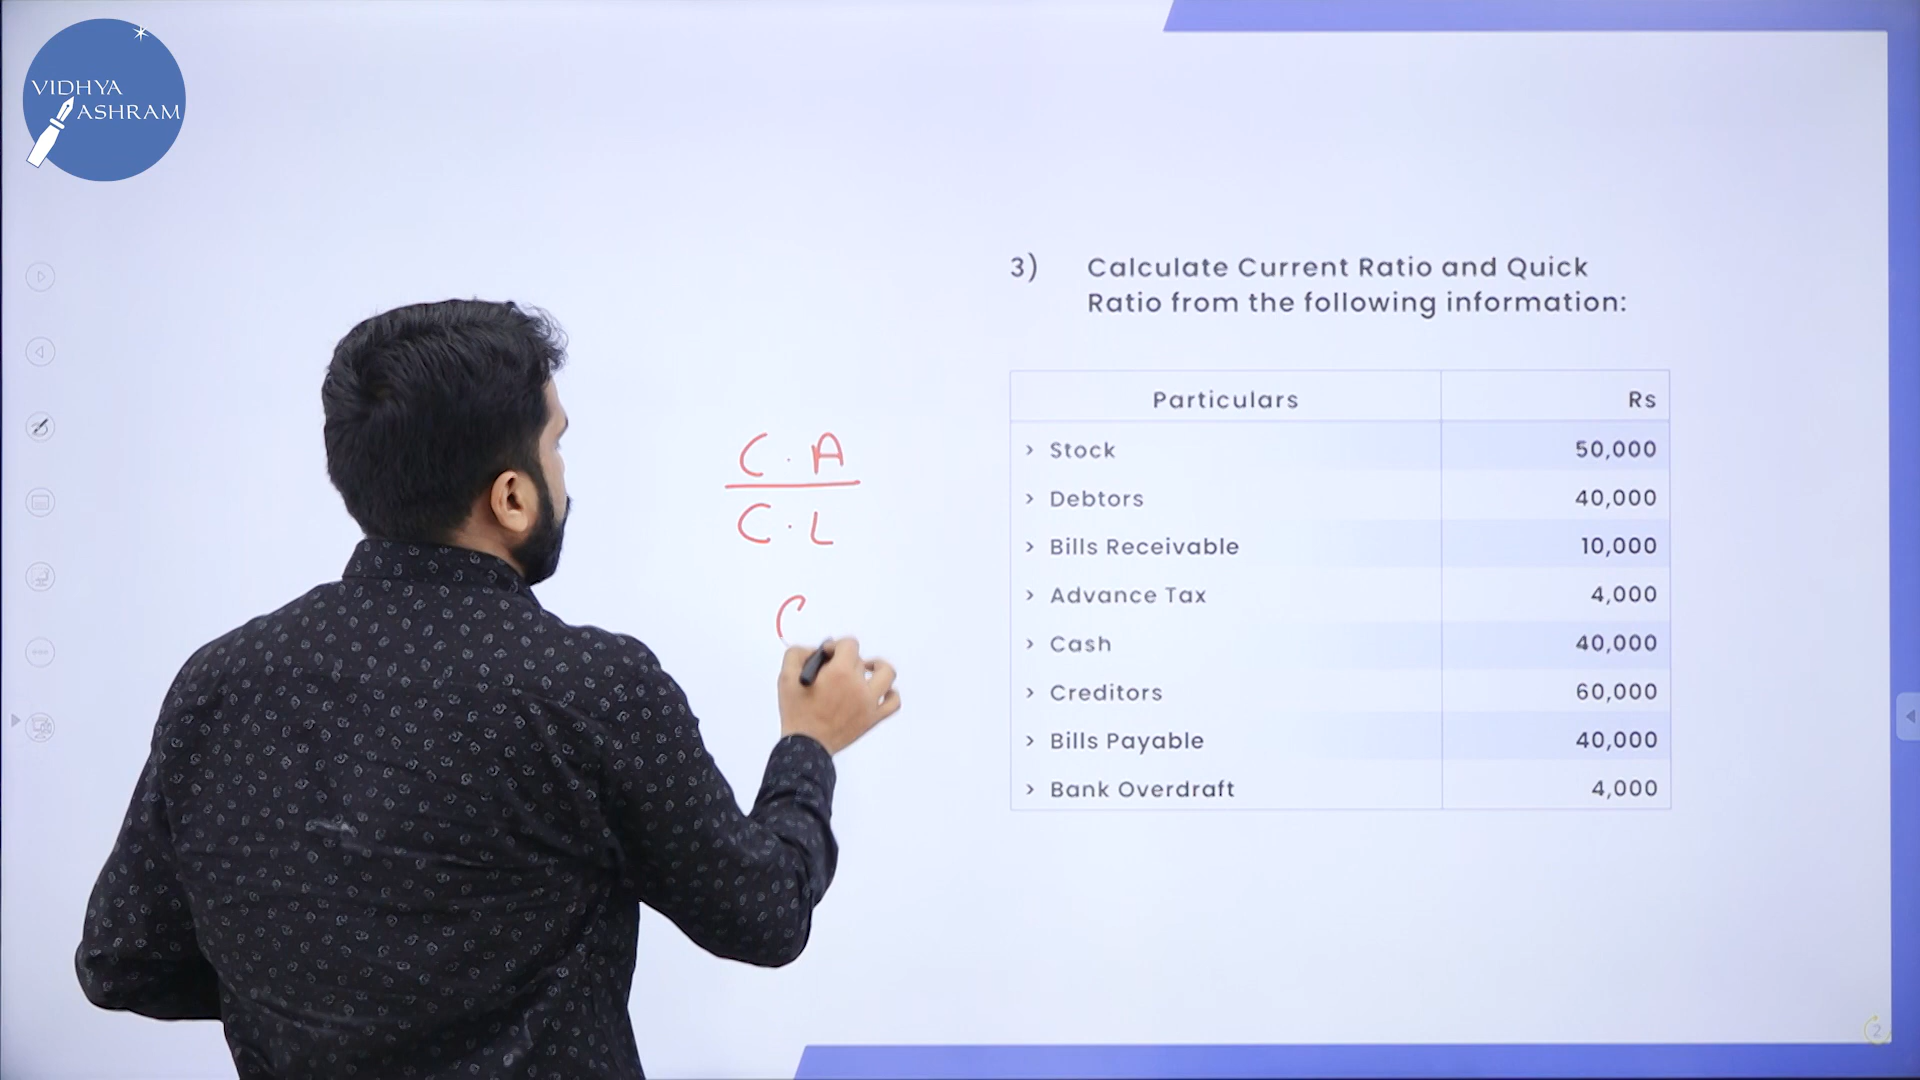 VIDHYA
ASHRAM
3) Calculate Current Ratio and Quick
Ratio from the following information:
C.A
C.L
C
Particulars Rs
› Stock 50,000
› Debtors 40,000
› Bills Receivable 10,000
› Advance Tax 4,000
› Cash 40,000
› Creditors 60,000
› Bills Payable 40,000
› Bank Overdraft 4,000
2